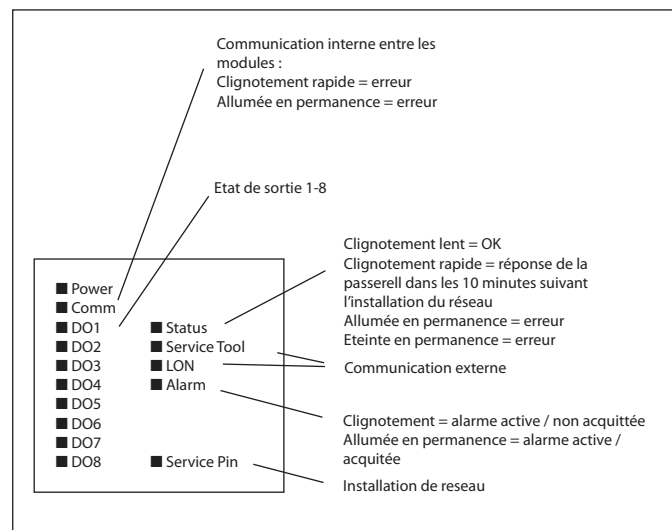 Communication interne entre les
modules :
Clignotement rapide = erreur
Allumée en permanence = erreur
Etat de sortie 1-8
Clignotement lent = OK
Clignotement rapide = réponse de la
passerell dans les 10 minutes suivant
l'installation du réseau
Allumée en permanence = erreur
Eteinte en permanence = erreur
Communication externe
Clignotement = alarme active / non acquittée
Allumée en permanence = alarme active /
acquitée
Installation de reseau
Power
Comm
DO1
DO2
DO3
DO4
DO5
DO6
DO7
DO8
Status
Service Tool
LON
Alarm
Service Pin